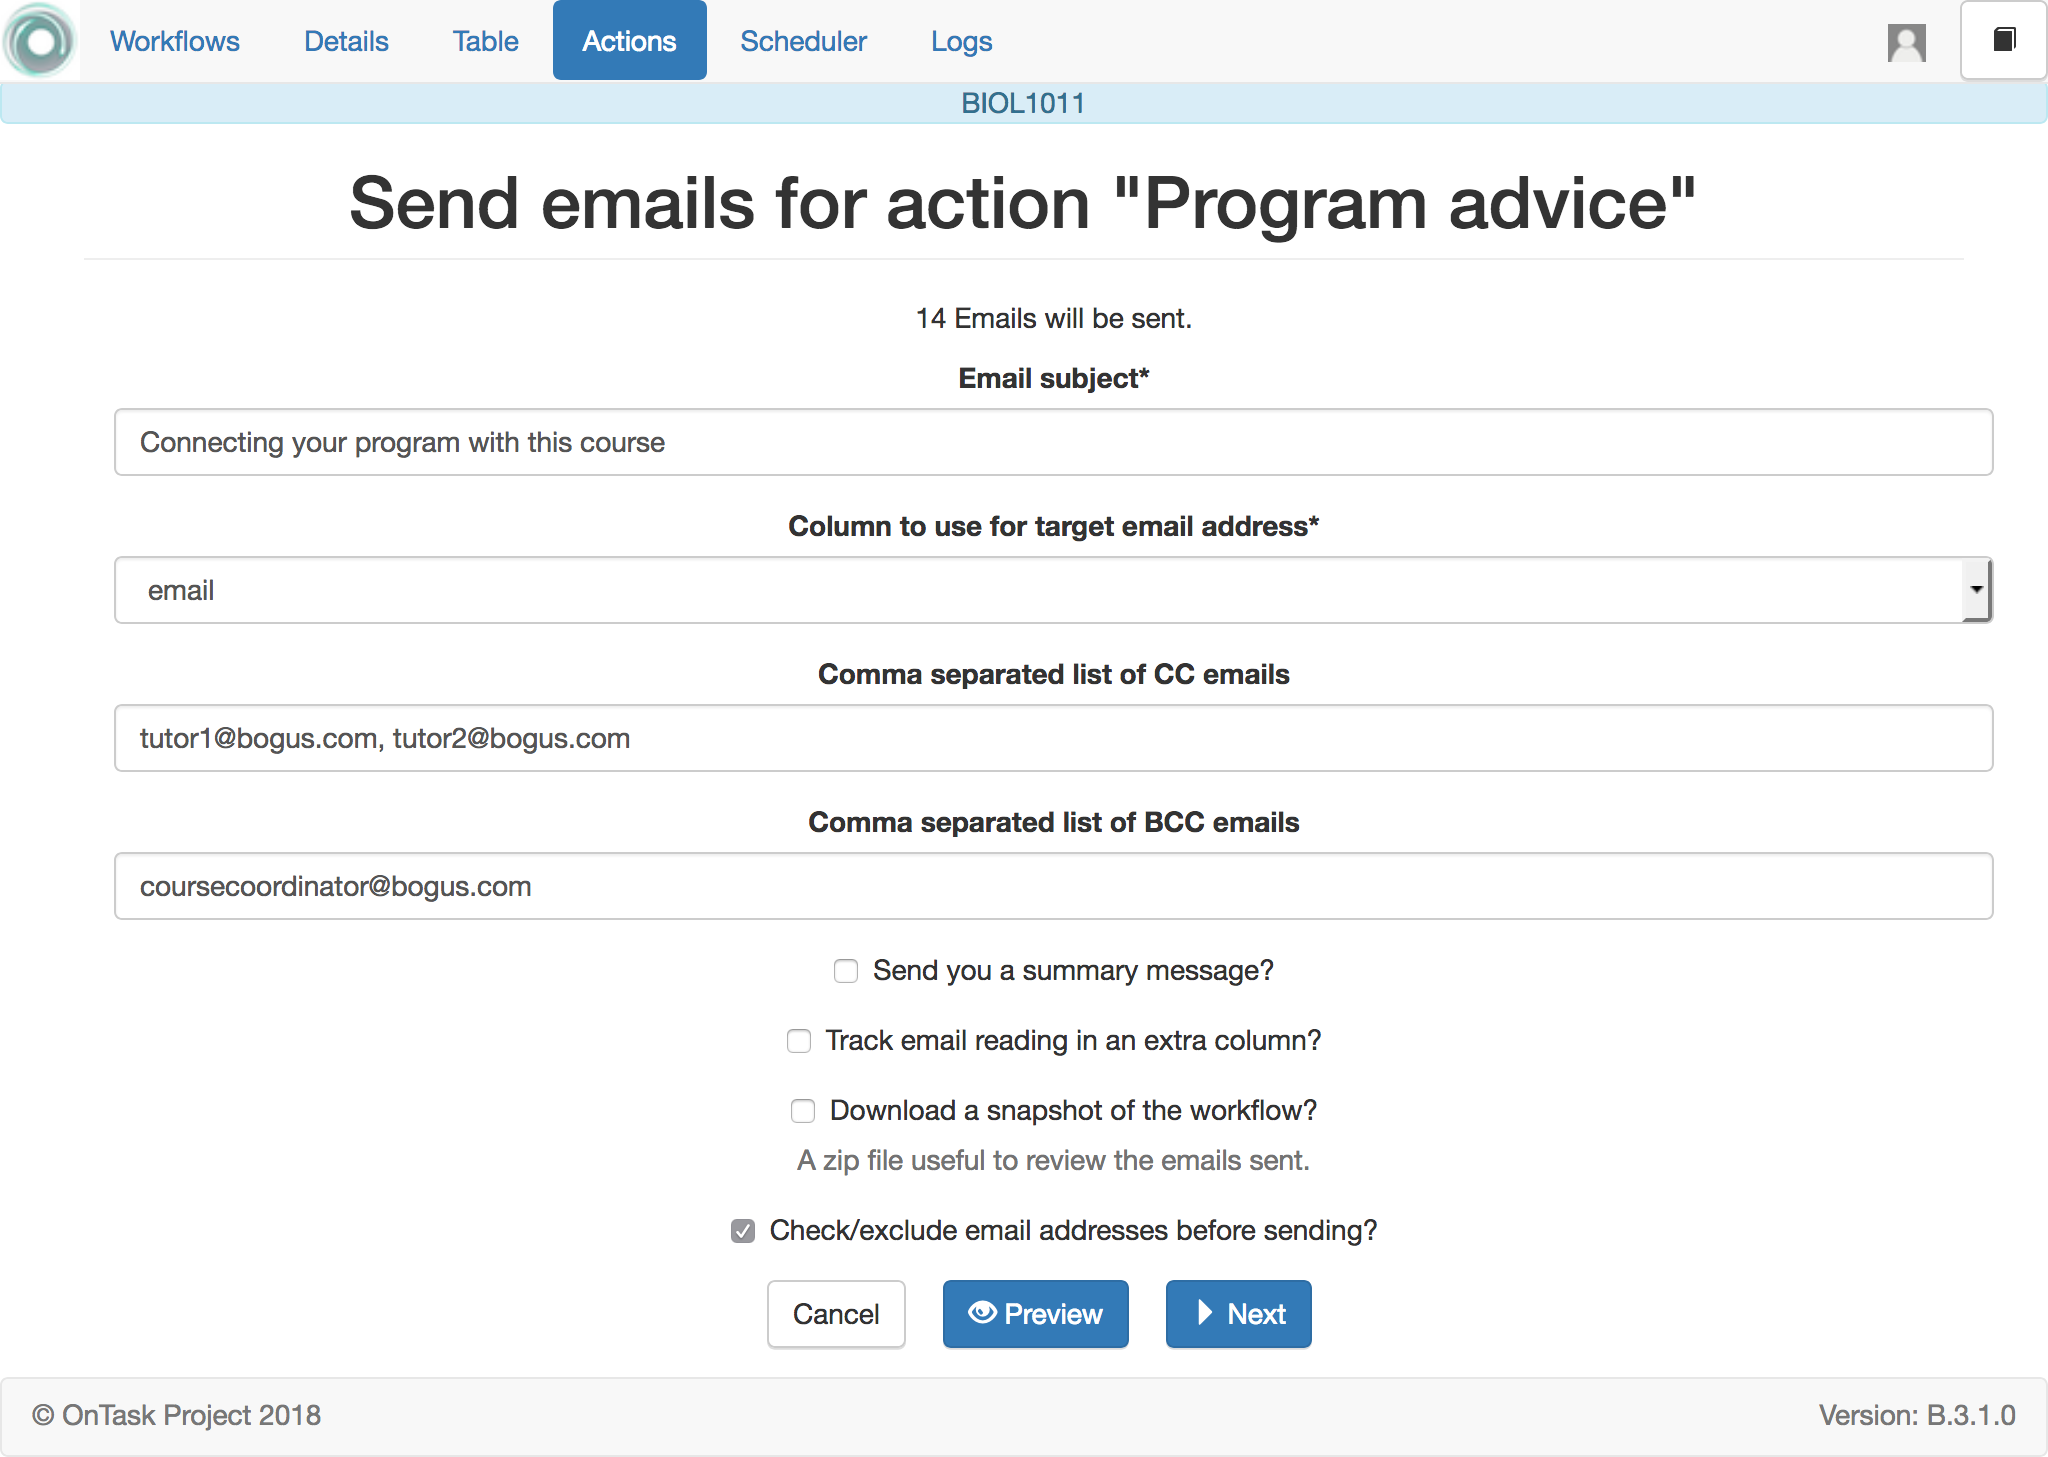 Workflows Details Table Actions Scheduler Logs
BIOL1011
Send emails for action "Program advice"
14 Emails will be sent.
Email subject*
Connecting your program with this course
Column to use for target email address*
email
Comma separated list of CC emails
tutor1@bogus.com, tutor2@bogus.com
Comma separated list of BCC emails
coursecoordinator@bogus.com
Send you a summary message?
Track email reading in an extra column?
Download a snapshot of the workflow?
A zip file useful to review the emails sent.
Check/exclude email addresses before sending?
Cancel Preview Next
© OnTask Project 2018 Version: B.3.1.0